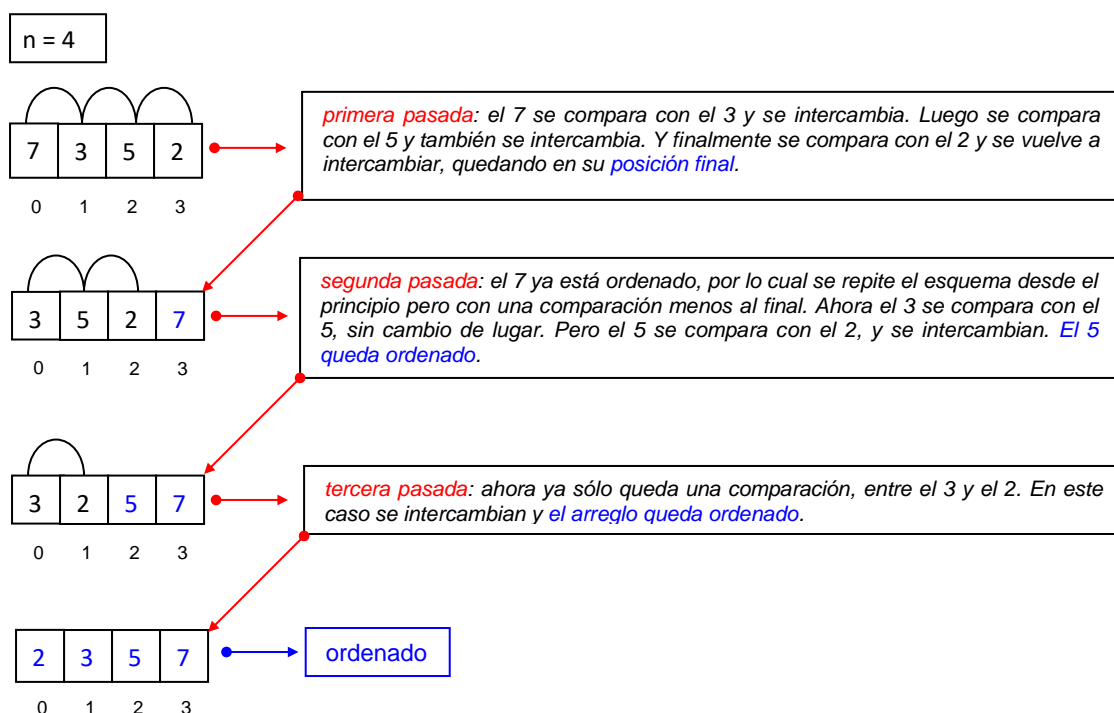 n = 4
7 3 5 2
0 1 2 3
primera pasada: el 7 se compara con el 3 y se intercambia. Luego se compara
con el 5 y también se intercambia. Y finalmente se compara con el 2 y se vuelve a
intercambiar, quedando en su posición final.
3 5 2 7
0 1 2 3
segunda pasada: el 7 ya está ordenado, por lo cual se repite el esquema desde el
principio pero con una comparación menos al final. Ahora el 3 se compara con el
5, sin cambio de lugar. Pero el 5 se compara con el 2, y se intercambian. El 5
queda ordenado.
3 2 5 7
0 1 2 3
tercera pasada: ahora ya sólo queda una comparación, entre el 3 y el 2. En este
caso se intercambian y el arreglo queda ordenado.
2 3 5 7
0 1 2 3
ordenado